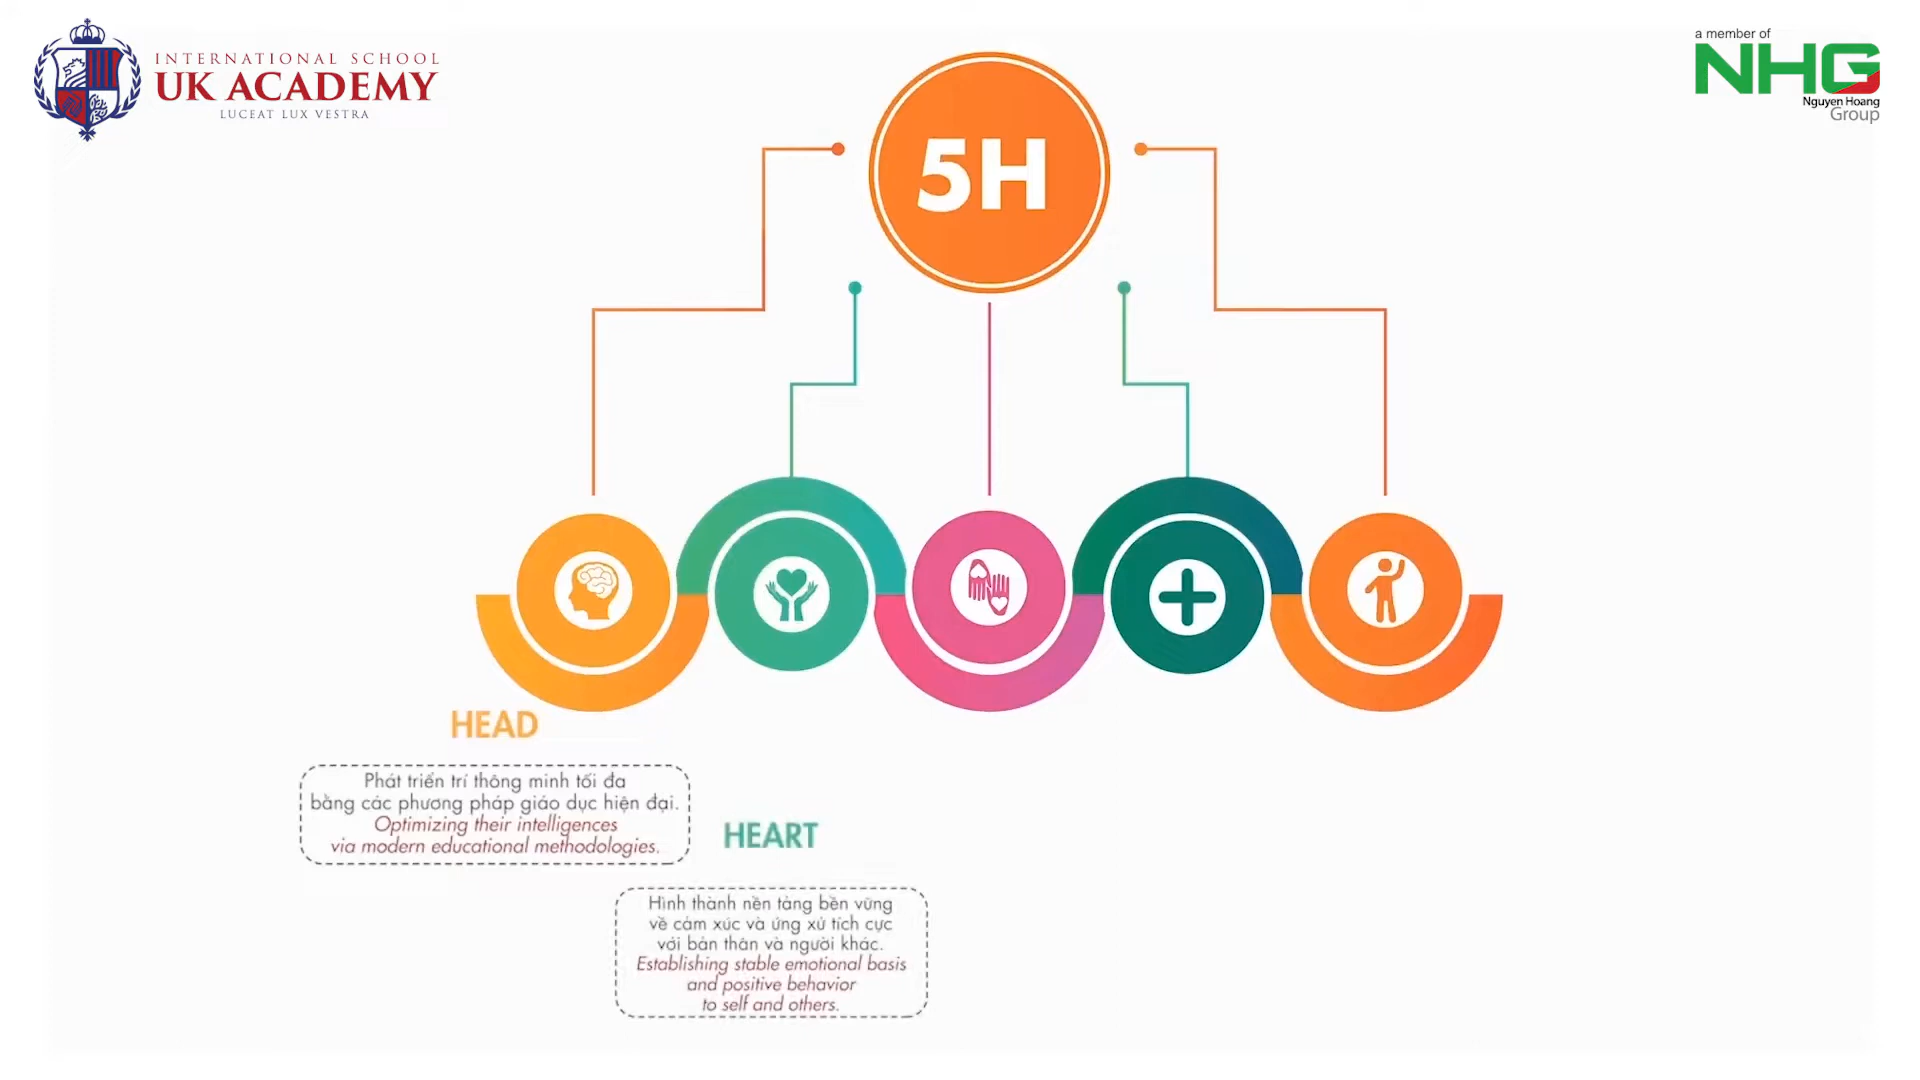 INTERNATIONAL SCHOOL
UK ACADEMY
LUCEAT LUX VESTRA
a member of
NHG
Nguyen Hoang
Group
5H
HEAD
Phát triển trí thông minh tối đa
bằng các phương pháp giáo dục hiện đại.
Optimizing their intelligences
via modern educational methodologies.
HEART
Hình thành nền tảng bền vững
về cảm xúc và ứng xử tích cực
với bản thân và người khác.
Establishing stable emotional basis
and positive behavior
to self and others.